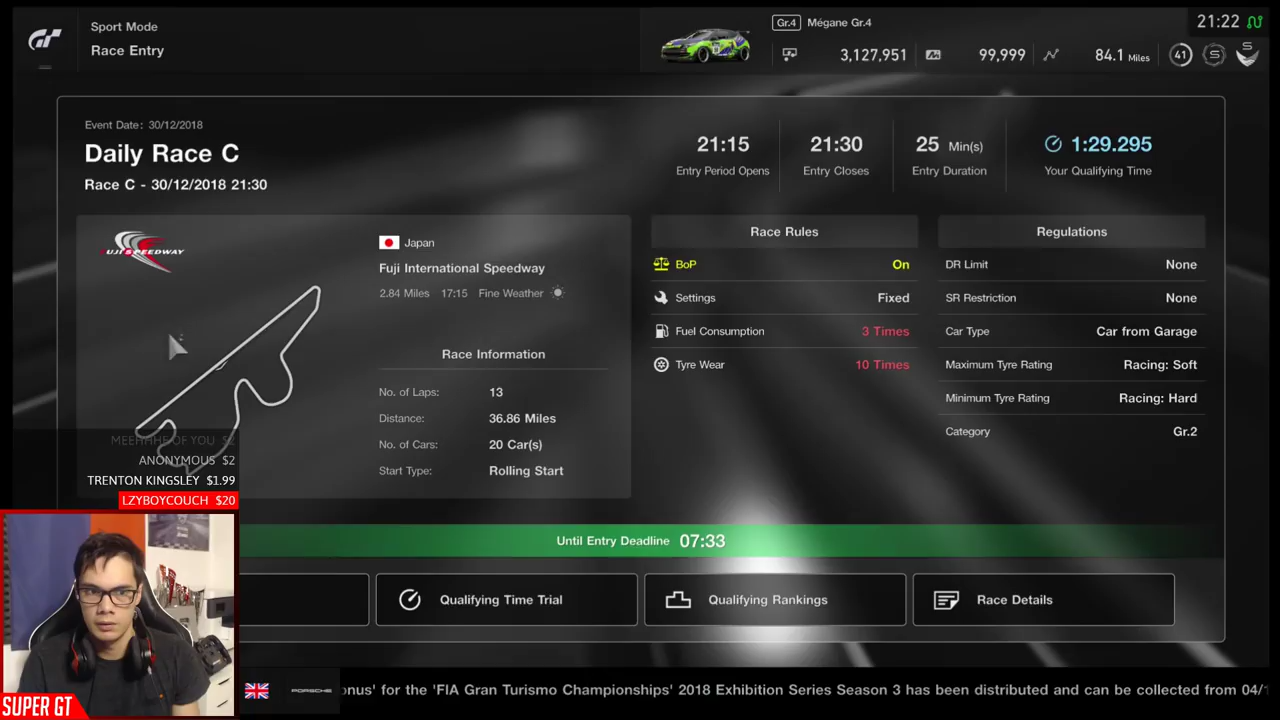 Sport Mode
Race Entry
Gr.4 Mégane Gr.4
3,127,951
99,999
84.1 Miles
41
S
S
21:22
Event Date: 30/12/2018
Daily Race C
Race C - 30/12/2018 21:30
21:15
Entry Period Opens
21:30
Entry Closes
25 Min(s)
Entry Duration
1:29.295
Your Qualifying Time
FUJI SPEEDWAY
Japan
Fuji International Speedway
2.84 Miles 17:15 Fine Weather
Race Information
No. of Laps: 13
Distance: 36.86 Miles
No. of Cars: 20 Car(s)
Start Type: Rolling Start
Race Rules
BoP On
Settings Fixed
Fuel Consumption 3 Times
Tyre Wear 10 Times
Regulations
DR Limit None
SR Restriction None
Car Type Car from Garage
Maximum Tyre Rating Racing: Soft
Minimum Tyre Rating Racing: Hard
Category Gr.2
MEEHHHE OF YOU $2
ANONYMOUS $2
TRENTON KINGSLEY $1.99
LZYBOYCOUCH $20
Until Entry Deadline 07:33
Qualifying Time Trial
Qualifying Rankings
Race Details
SUPER GT
PORSCHE
onus' for the 'FIA Gran Turismo Championships' 2018 Exhibition Series Season 3 has been distributed and can be collected from 04/1